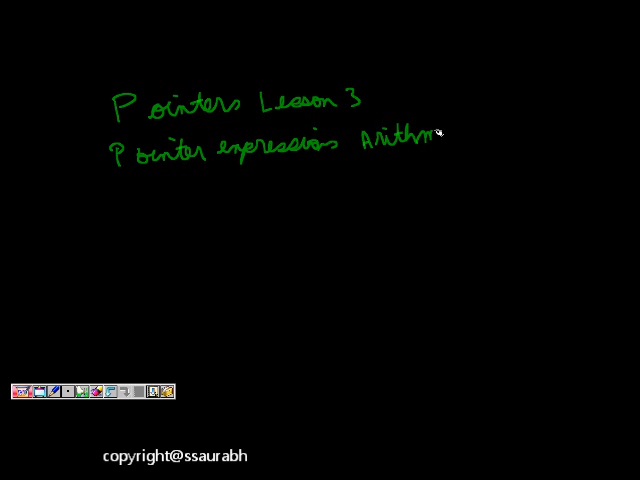 Pointers Lesson 3
Pointer expressions Arithm
copyright@ssaurabh